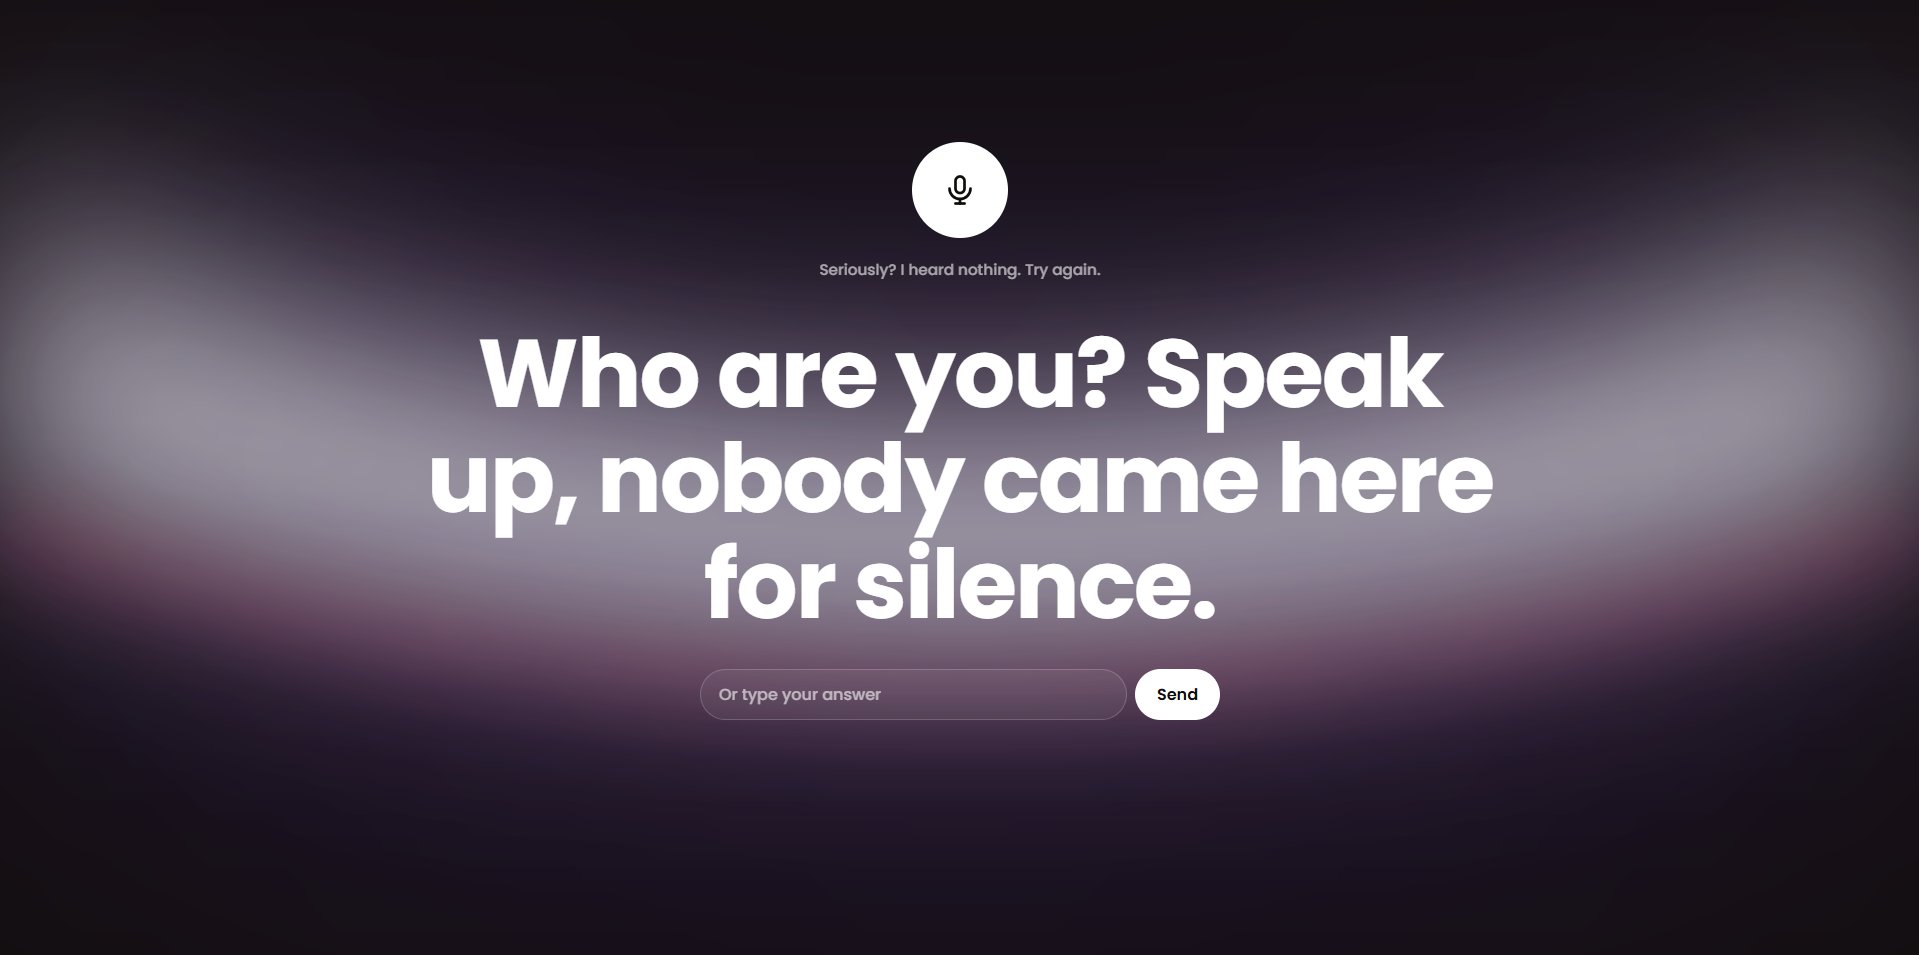 Seriously? I heard nothing. Try again.
Who are you? Speak
up, nobody came here
for silence.
Or type your answer
Send